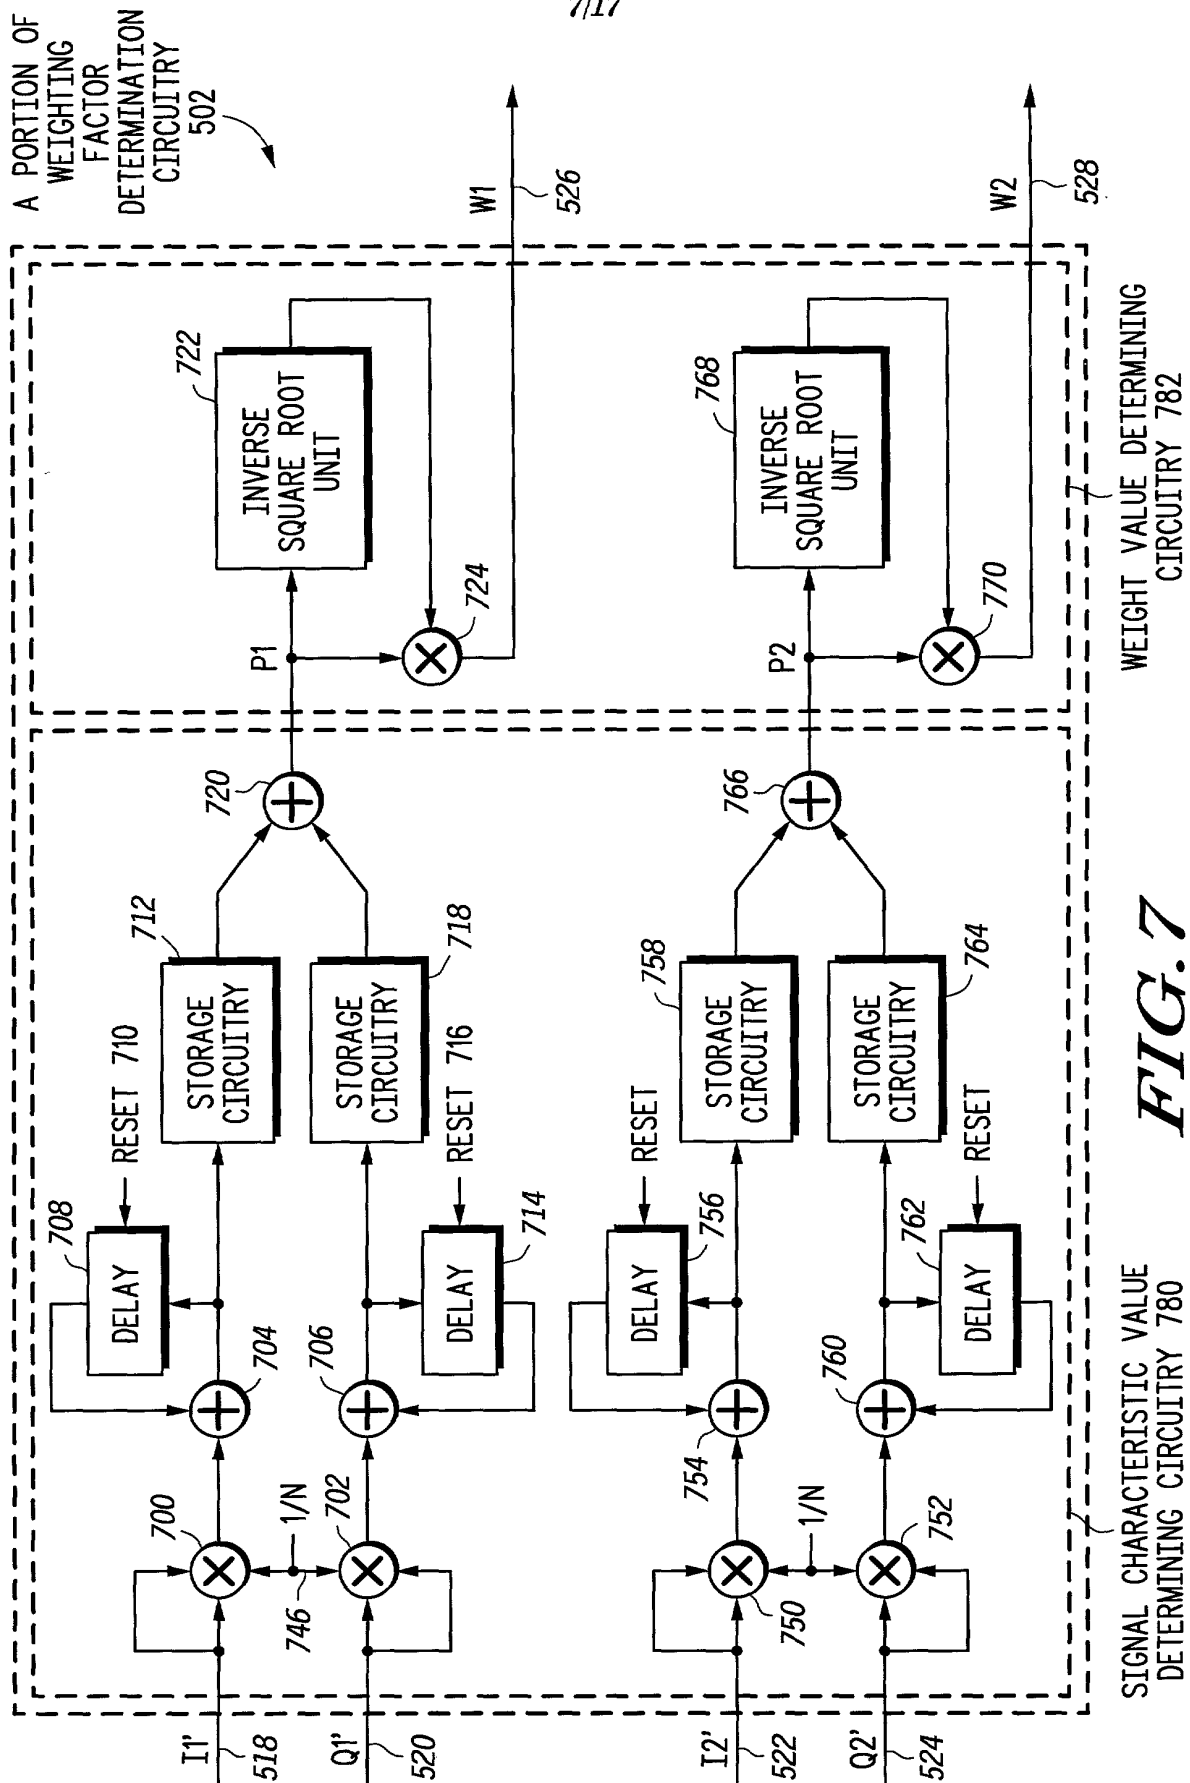 7/17
A PORTION OF
WEIGHTING
FACTOR
DETERMINATION
CIRCUITRY
502
I1'
518
Q1'
520
I2'
522
Q2'
524
700
746
1/N
702
704
706
708
DELAY
RESET 710
712
STORAGE
CIRCUITRY
STORAGE
CIRCUITRY
718
DELAY
714
RESET 716
720
P1
722
INVERSE
SQUARE ROOT
UNIT
724
W1
526
750
1/N
752
754
760
DELAY
756
RESET
758
STORAGE
CIRCUITRY
STORAGE
CIRCUITRY
764
762
DELAY
RESET
766
P2
768
INVERSE
SQUARE ROOT
UNIT
770
W2
528
SIGNAL CHARACTERISTIC VALUE
DETERMINING CIRCUITRY 780
WEIGHT VALUE DETERMINING
CIRCUITRY 782
FIG. 7